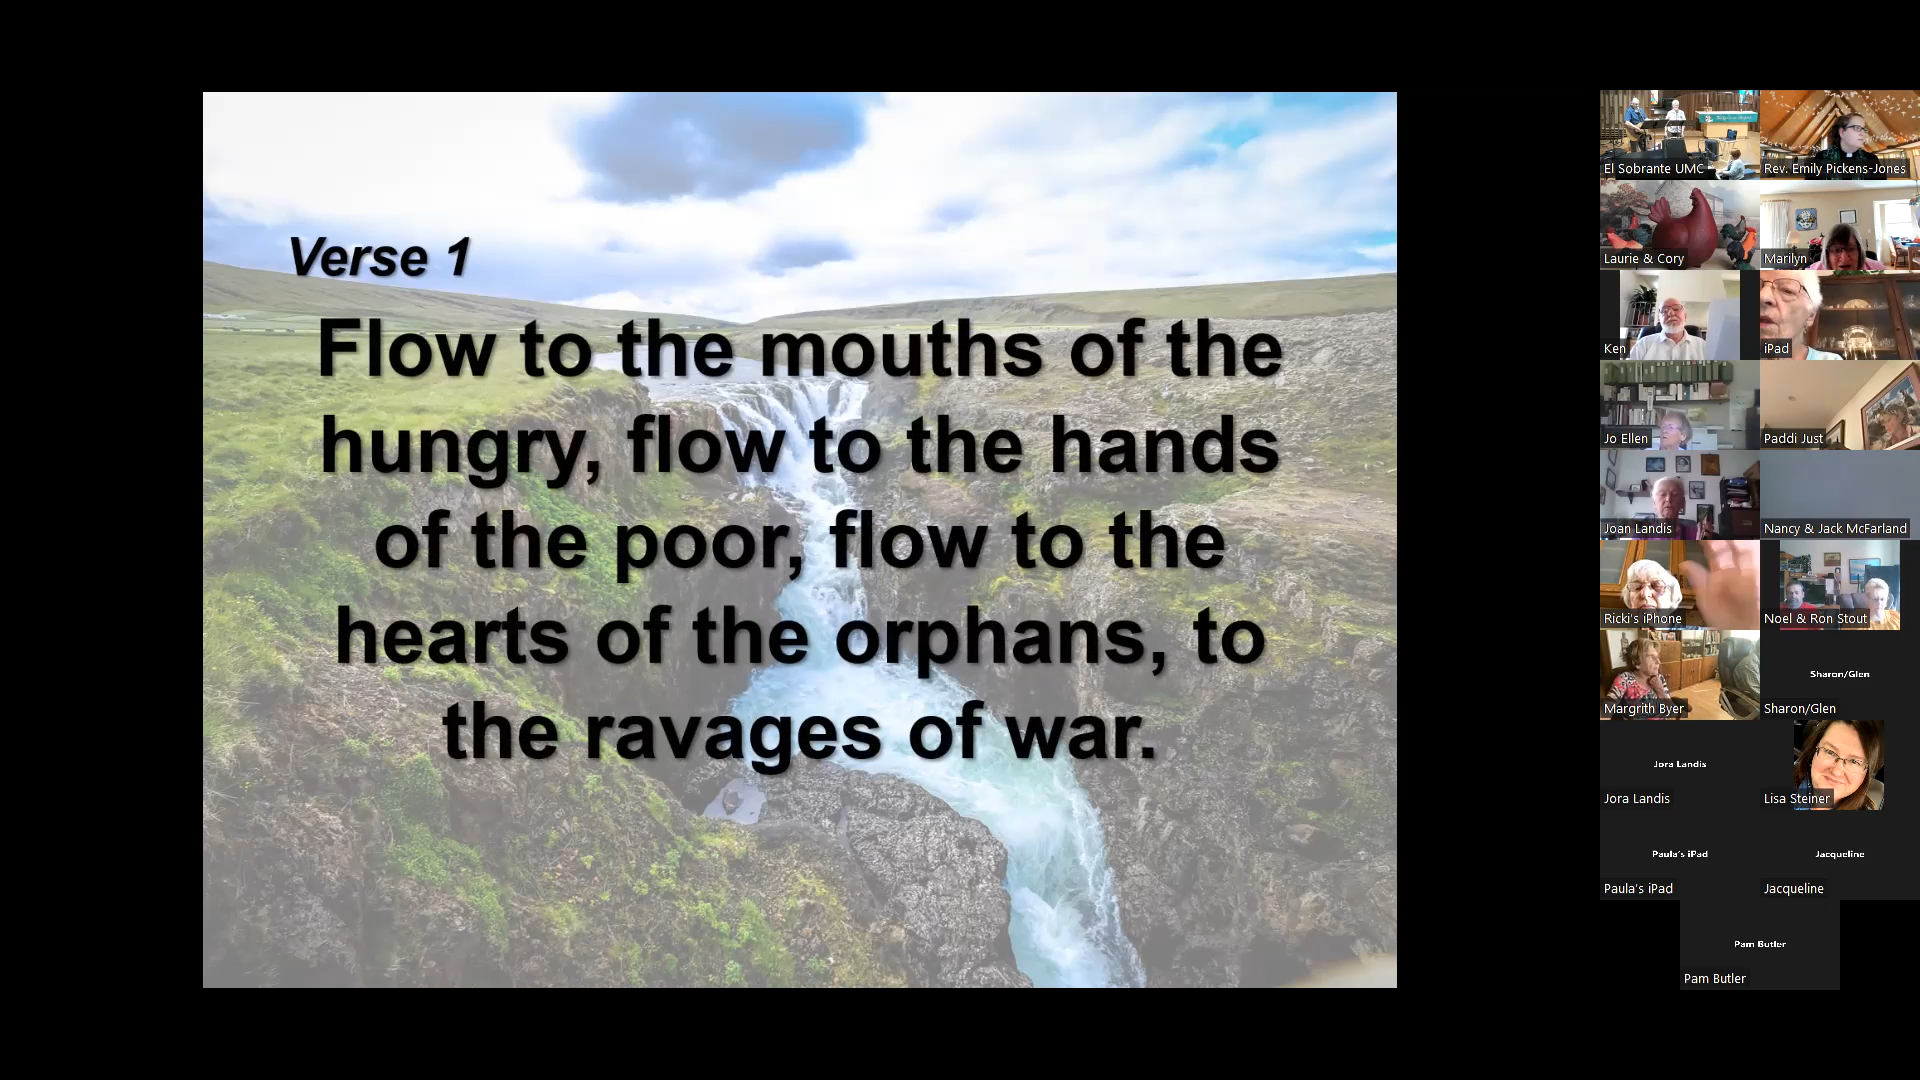 Verse 1
Flow to the mouths of the
hungry, flow to the hands
of the poor, flow to the
hearts of the orphans, to
the ravages of war.
El Sobrante UMC
Rev. Emily Pickens-Jones
Laurie & Cory
Marilyn
Ken
iPad
Jo Ellen
Paddi Just
Joan Landis
Nancy & Jack McFarland
Ricki's iPhone
Noel & Ron Stout
Margrith Byer
Sharon/Glen
Sharon/Glen
Jora Landis
Jora Landis
Lisa Steiner
Paula's iPad
Paula's iPad
Jacqueline
Jacqueline
Pam Butler
Pam Butler